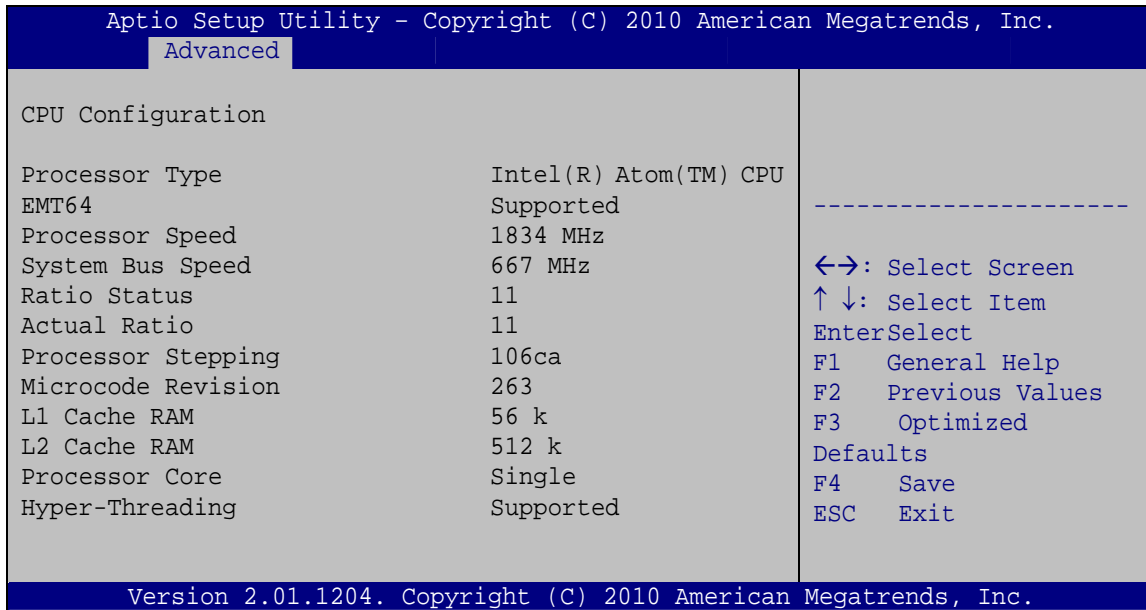 Aptio Setup Utility – Copyright (C) 2010 American Megatrends, Inc.
Advanced
CPU Configuration
Processor Type Intel(R) Atom(TM) CPU
EMT64 Supported
Processor Speed 1834 MHz
System Bus Speed 667 MHz
Ratio Status 11
Actual Ratio 11
Processor Stepping 106ca
Microcode Revision 263
L1 Cache RAM 56 k
L2 Cache RAM 512 k
Processor Core Single
Hyper-Threading Supported
----------------------
←→: Select Screen
↑ ↓: Select Item
EnterSelect
F1 General Help
F2 Previous Values
F3 Optimized
Defaults
F4 Save
ESC Exit
Version 2.01.1204. Copyright (C) 2010 American Megatrends, Inc.